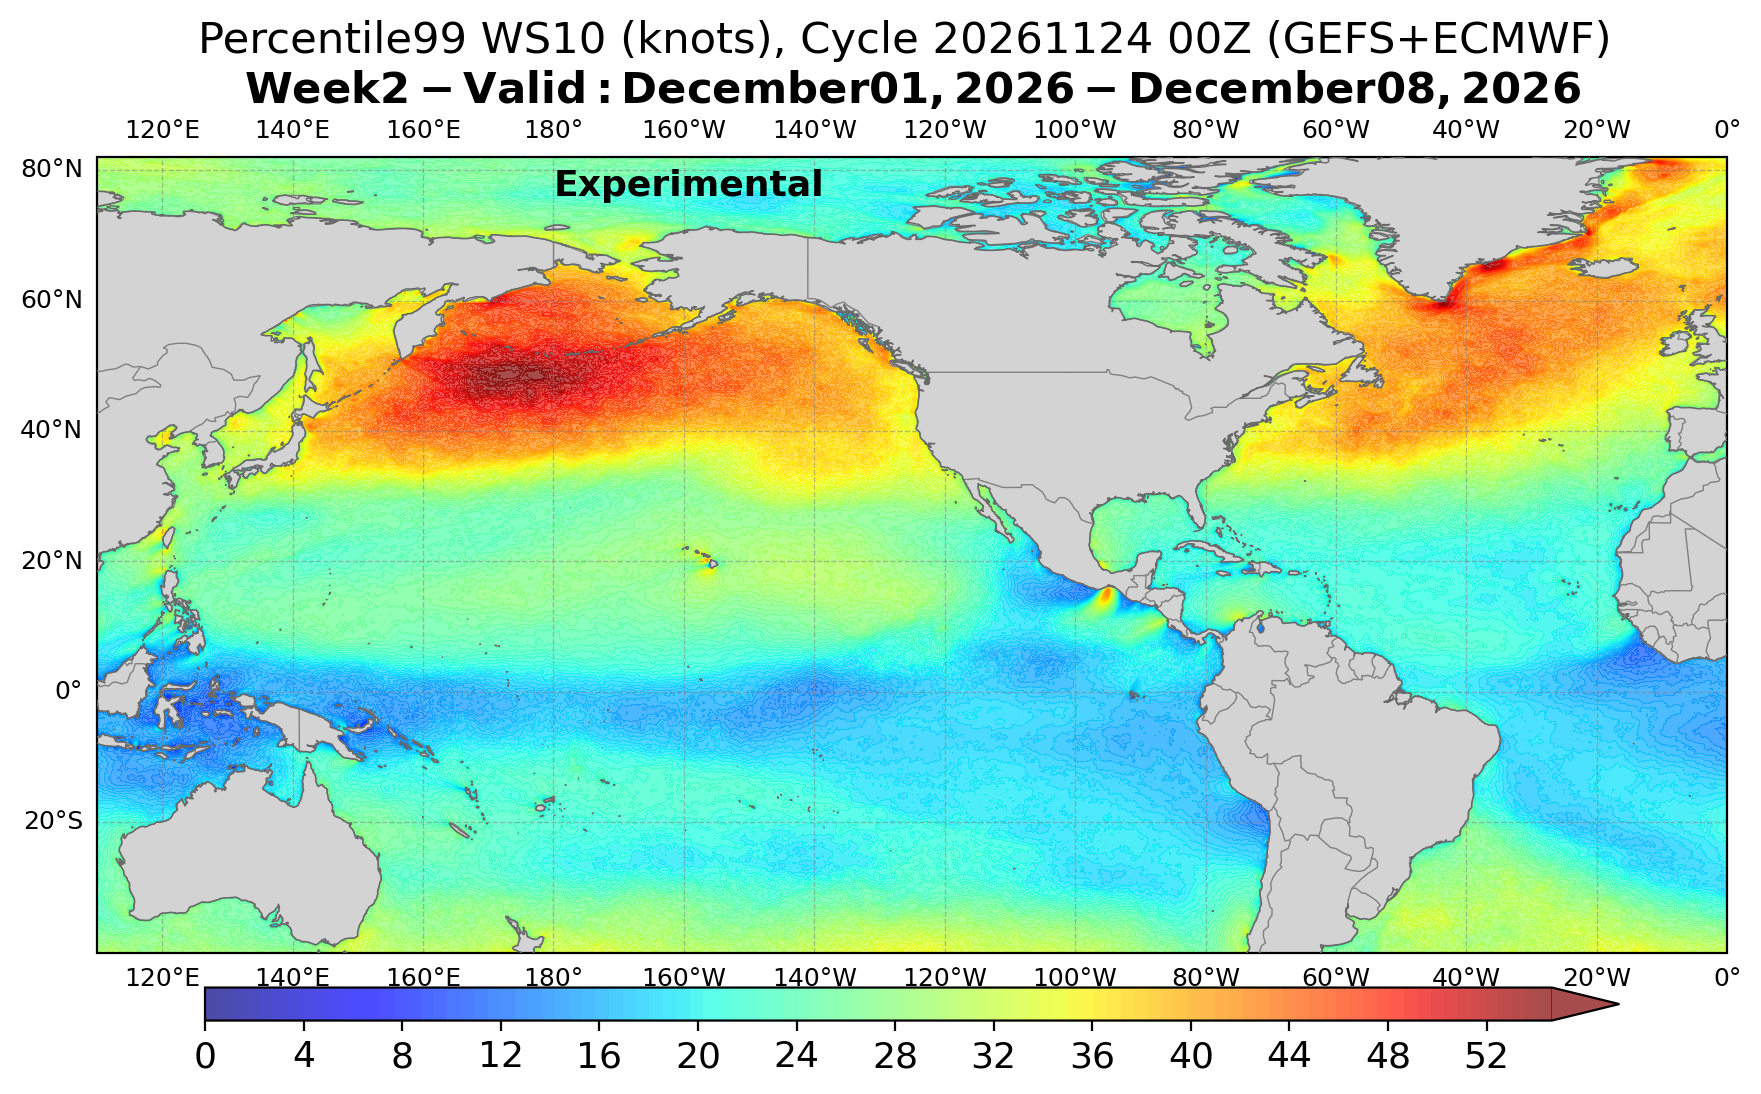 Percentile99 WS10 (knots), Cycle 20261124 00Z (GEFS+ECMWF)
Week2 − Valid : December01, 2026 − December08, 2026
120°E 140°E 160°E 180° 160°W 140°W 120°W 100°W 80°W 60°W 40°W 20°W 0°
80°N
Experimental
60°N
40°N
20°N
0°
20°S
120°E 140°E 160°E 180° 160°W 140°W 120°W 100°W 80°W 60°W 40°W 20°W 0°
0 4 8 12 16 20 24 28 32 36 40 44 48 52